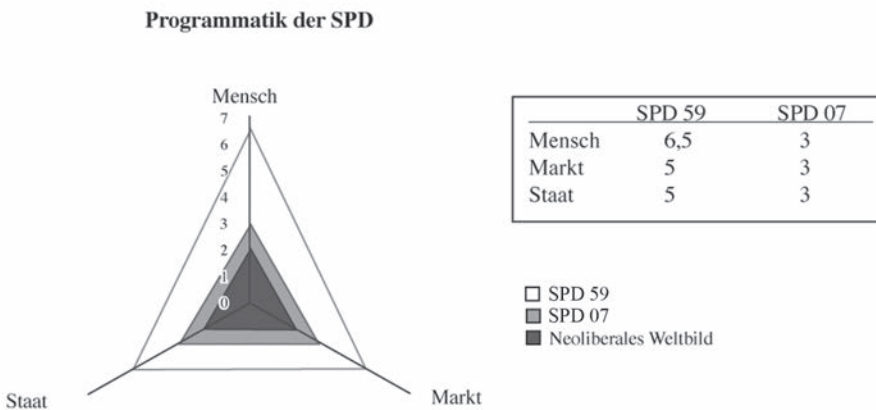 Programmatik der SPD
Mensch
7
6
5
4
3
2
1
0
Staat
Markt
SPD 59 SPD 07
Mensch 6,5 3
Markt 5 3
Staat 5 3
SPD 59
SPD 07
Neoliberales Weltbild